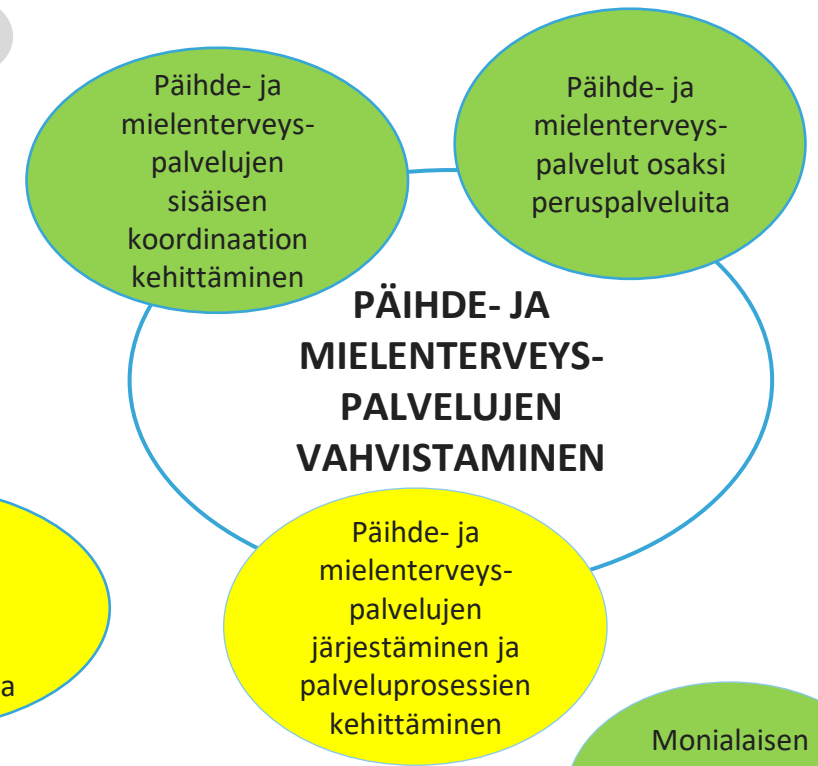 Päihde- ja
mielenterveys-
palvelujen
sisäisen
koordinaation
kehittäminen
Päihde- ja
mielenterveys-
palvelut osaksi
peruspalveluita
PÄIHDE- JA
MIELENTERVEYS-
PALVELUJEN
VAHVISTAMINEN
Päihde- ja
mielenterveys-
palvelujen
järjestäminen ja
palveluprosessien
kehittäminen
a
Monialaisen